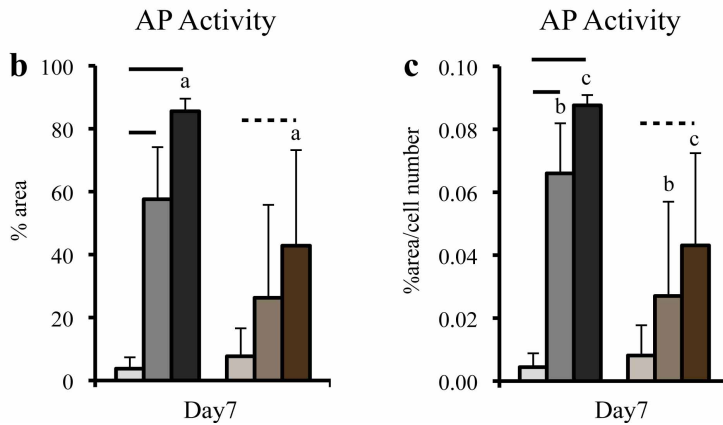 AP Activity
b
% area
100
80
60
40
20
0
a
a
Day7
AP Activity
c
%area/cell number
0.10
0.08
0.06
0.04
0.02
0.00
b
c
b
c
Day7